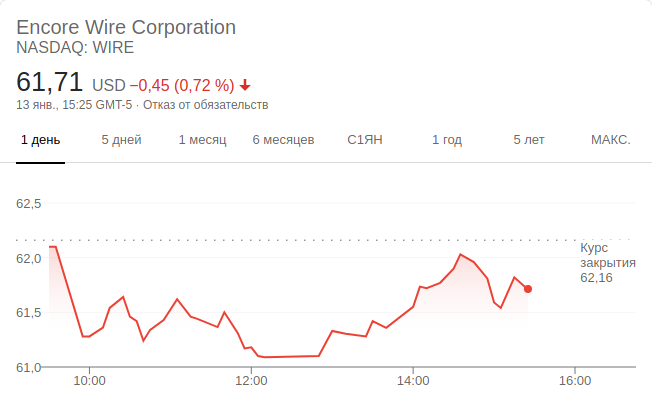 Encore Wire Corporation
NASDAQ: WIRE
61,71 USD −0,45 (0,72 %)
13 янв., 15:25 GMT-5 · Отказ от обязательств
1 день 5 дней 1 месяц 6 месяцев С1ЯН 1 год 5 лет МАКС.
62,5
Курс
62,0
закрытия
62,16
61,5
61,0
10:00 12:00 14:00 16:00